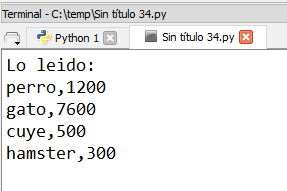 Terminal - C:\temp\Sin título 34.py
Python 1
Sin título 34.py
Lo leido:
perro,1200
gato,7600
cuye,500
hamster,300